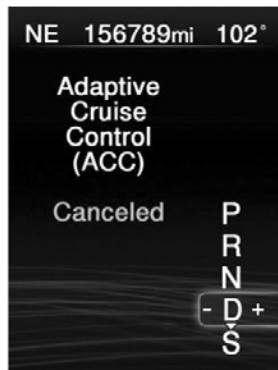 NE 156789mi 102°
Adaptive
Cruise
Control
(ACC)
Canceled
P
R
N
- D +
S